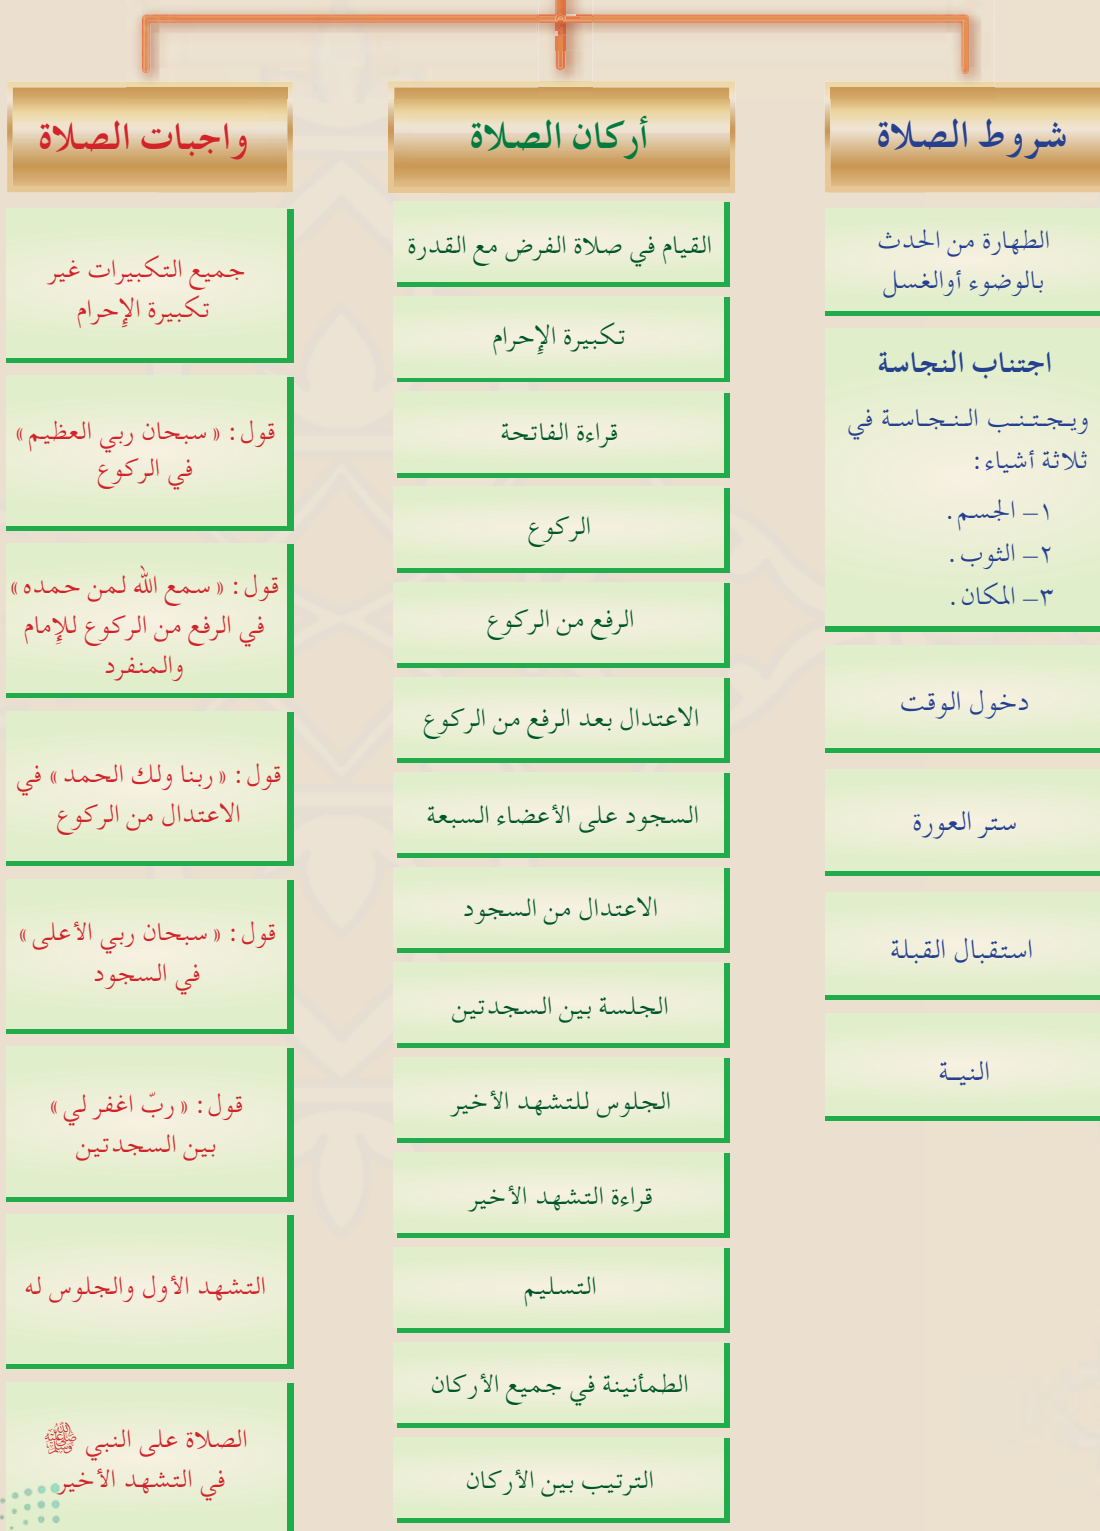 شروط الصلاة
الطهارة من الحدث
بالوضوء أوالغسل
اجتناب النجاسة
ويـجـتـنـب الـنـجـاسـة في
ثلاثة أشياء :
١– الجسم .
٢– الثوب .
٣– المكان .
دخول الوقت
ستر العورة
استقبال القبلة
النيــة
أركان الصلاة
القيام في صلاة الفرض مع القدرة
تكبيرة الإحرام
قراءة الفاتحة
الركوع
الرفع من الركوع
الاعتدال بعد الرفع من الركوع
السجود على الأعضاء السبعة
الاعتدال من السجود
الجلسة بين السجدتين
الجلوس للتشهد الأخير
قراءة التشهد الأخير
التسليم
الطمأنينة في جميع الأركان
الترتيب بين الأركان
واجبات الصلاة
جميع التكبيرات غير
تكبيرة الإحرام
قول : « سبحان ربي العظيم »
في الركوع
قول : « سمع الله لمن حمده »
في الرفع من الركوع للإمام
والمنفرد
قول : « ربنا ولك الحمد » في
الاعتدال من الركوع
قول : « سبحان ربي الأعلى »
في السجود
قول : « ربّ اغفر لي »
بين السجدتين
التشهد الأول والجلوس له
الصلاة على النبي ﷺ
في التشهد الأخير